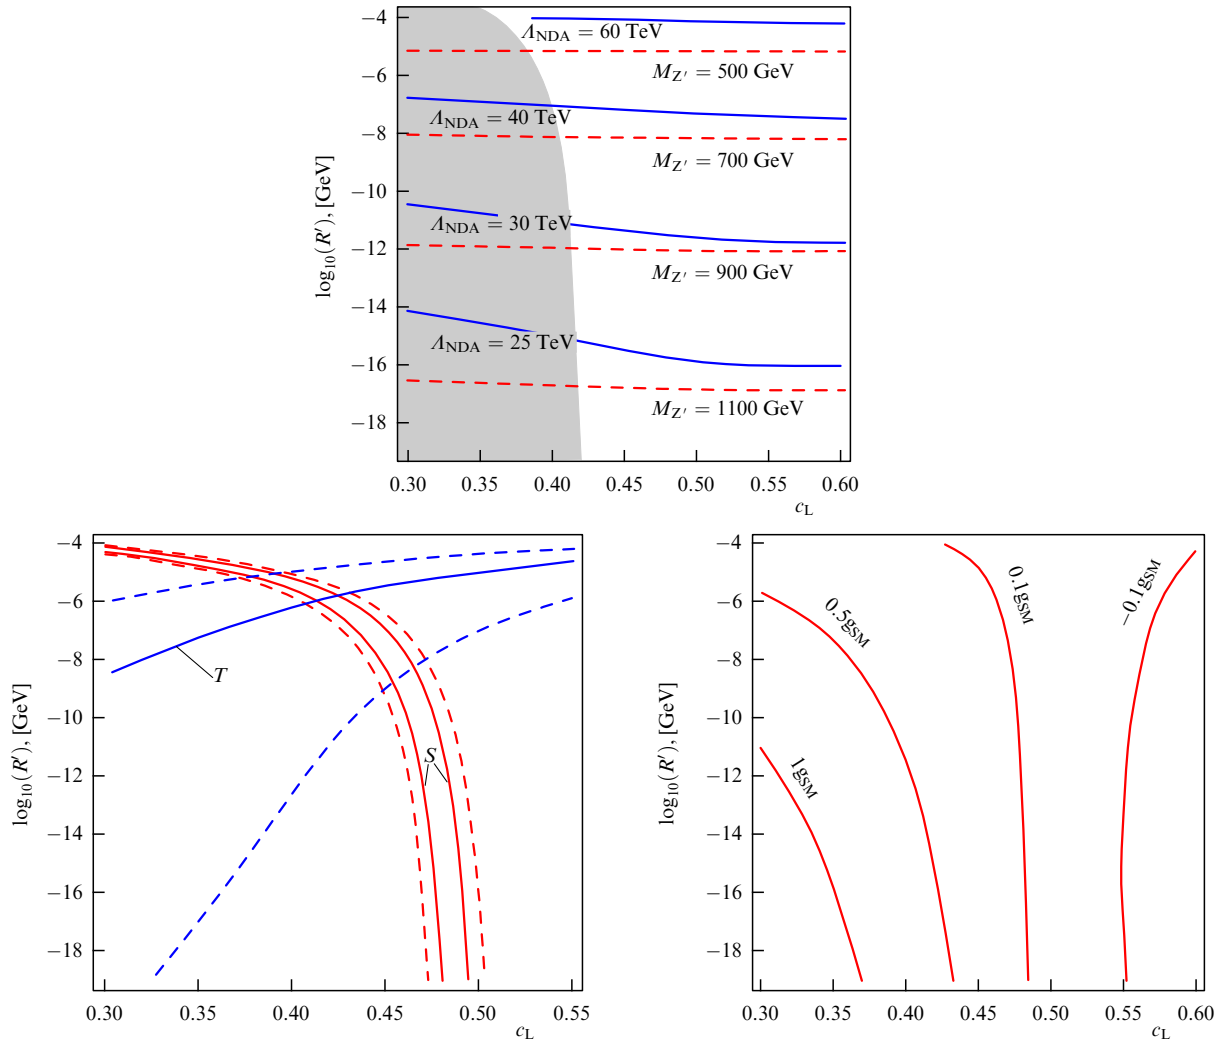 −4
Λ_NDA = 60 TeV
M_Z′ = 500 GeV
−6
Λ_NDA = 40 TeV
−8
M_Z′ = 700 GeV
log₁₀(R′), [GeV]
−10
Λ_NDA = 30 TeV
−12
M_Z′ = 900 GeV
−14
Λ_NDA = 25 TeV
−16
M_Z′ = 1100 GeV
−18
0.30 0.35 0.40 0.45 0.50 0.55 0.60
c_L
−4
−6
−8
T
log₁₀(R′), [GeV]
−10
S
−12
−14
−16
−18
0.30 0.35 0.40 0.45 0.50 0.55
c_L
−4
0.1g_SM
−0.1g_SM
−6
0.5g_SM
−8
log₁₀(R′), [GeV]
−10
1g_SM
−12
−14
−16
−18
0.30 0.35 0.40 0.45 0.50 0.55 0.60
c_L